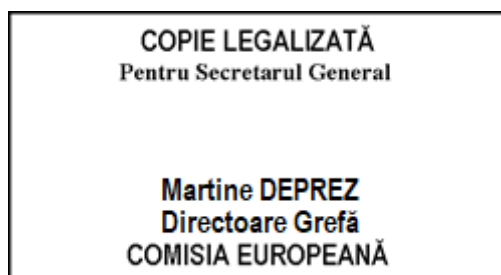 COPIE LEGALIZATĂ
Pentru Secretarul General
Martine DEPREZ
Directoare Grefă
COMISIA EUROPEANĂ